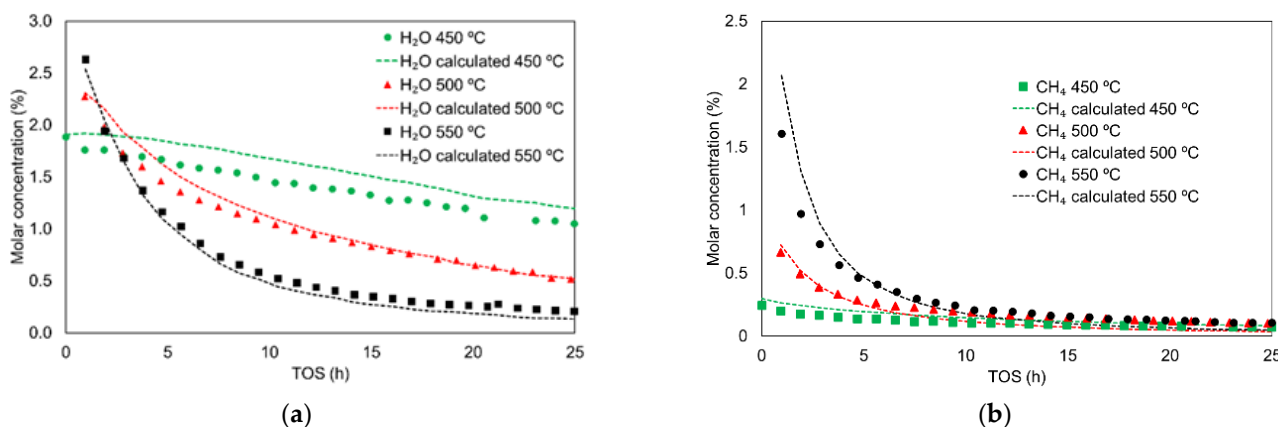 3.0
2.5
2.0
1.5
1.0
0.5
0.0
Molar concentration (%)
0 5 10 15 20 25
TOS (h)
H₂O 450 ºC
H₂O calculated 450 ºC
H₂O 500 ºC
H₂O calculated 500 ºC
H₂O 550 ºC
H₂O calculated 550 ºC
(a)
2.5
2
1.5
1
0.5
0
Molar concentration (%)
0 5 10 15 20 25
TOS (h)
CH₄ 450 ºC
CH₄ calculated 450 ºC
CH₄ 500 ºC
CH₄ calculated 500 ºC
CH₄ 550 ºC
CH₄ calculated 550 ºC
(b)